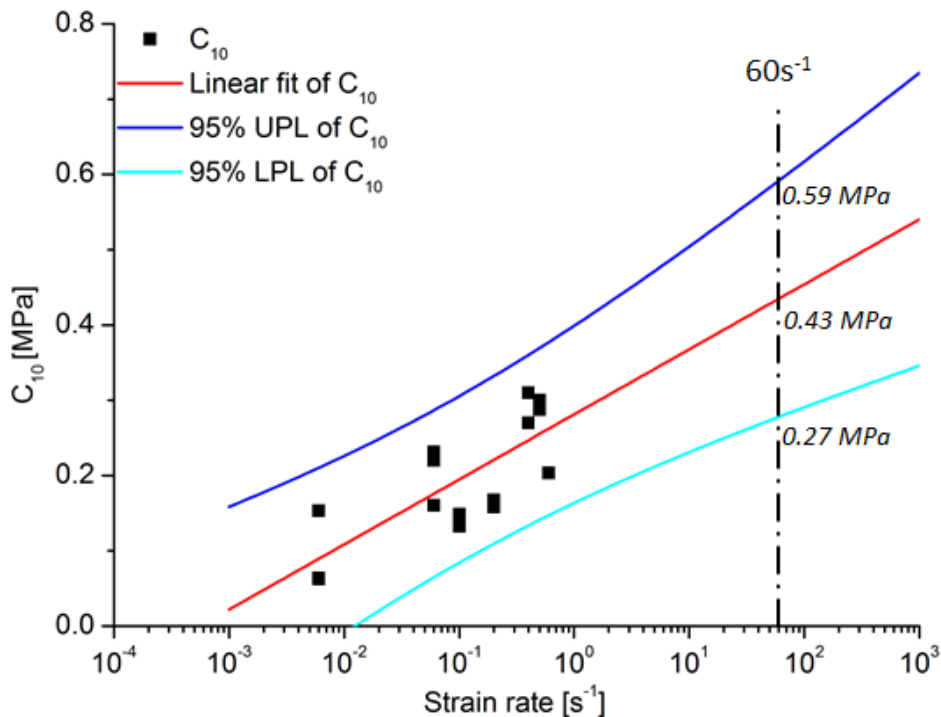 C₁₀
Linear fit of C₁₀
95% UPL of C₁₀
95% LPL of C₁₀
60s⁻¹
0.59 MPa
0.43 MPa
0.27 MPa
C₁₀ [MPa]
0.8
0.6
0.4
0.2
0.0
10⁻⁴ 10⁻³ 10⁻² 10⁻¹ 10⁰ 10¹ 10² 10³
Strain rate [s⁻¹]